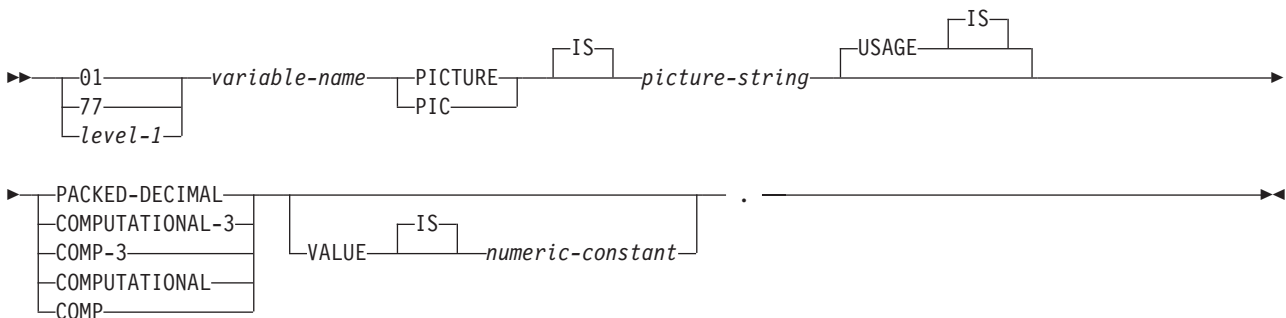 IS
IS USAGE
01 variable-name PICTURE picture-string
77 PIC
level-1
PACKED-DECIMAL .
COMPUTATIONAL-3 IS
COMP-3 VALUE numeric-constant
COMPUTATIONAL
COMP